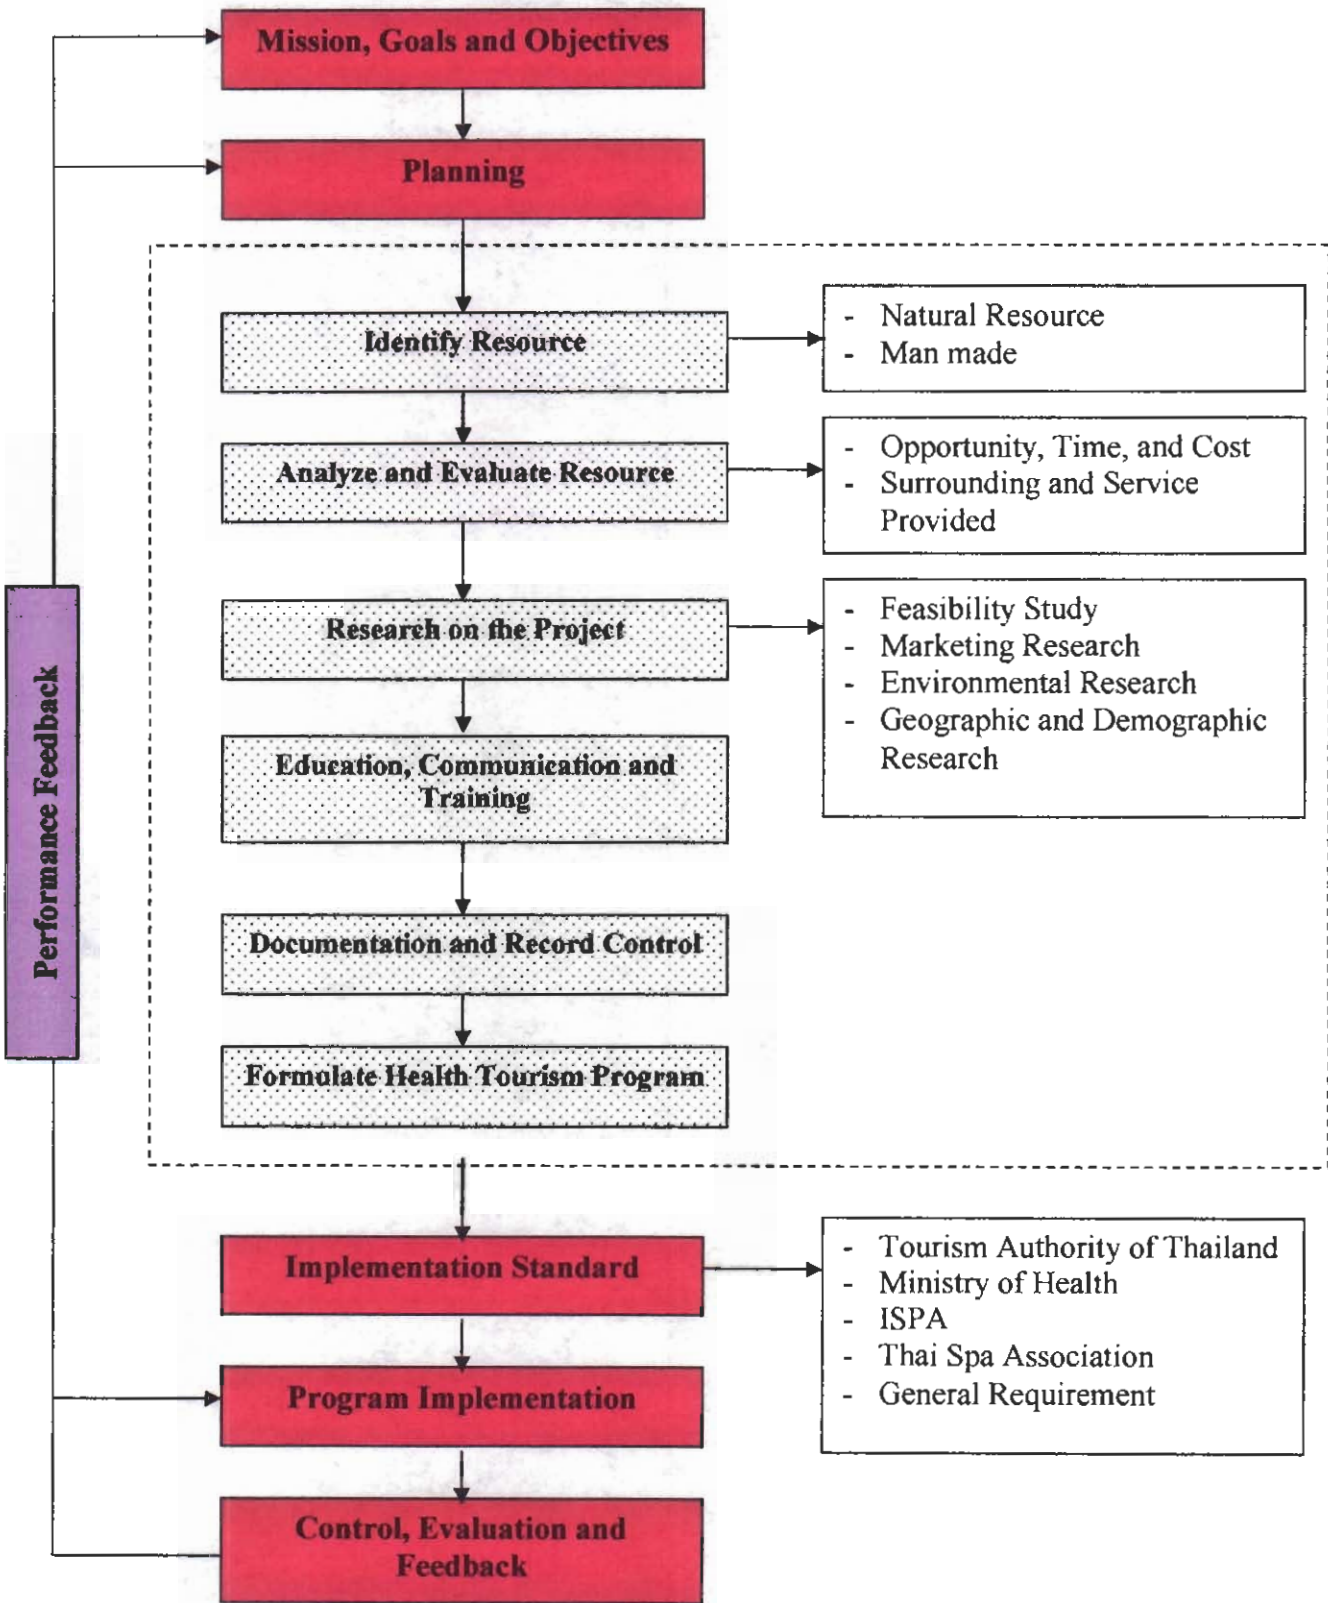 Mission, Goals and Objectives
Planning
Identify Resource
- Natural Resource
- Man made
Analyze and Evaluate Resource
- Opportunity, Time, and Cost
- Surrounding and Service
Provided
Research on the Project
- Feasibility Study
- Marketing Research
- Environmental Research
- Geographic and Demographic
Research
Education, Communication and
Training
Documentation and Record Control
Formulate Health Tourism Program
Performance Feedback
Implementation Standard
- Tourism Authority of Thailand
- Ministry of Health
- ISPA
- Thai Spa Association
- General Requirement
Program Implementation
Control, Evaluation and
Feedback